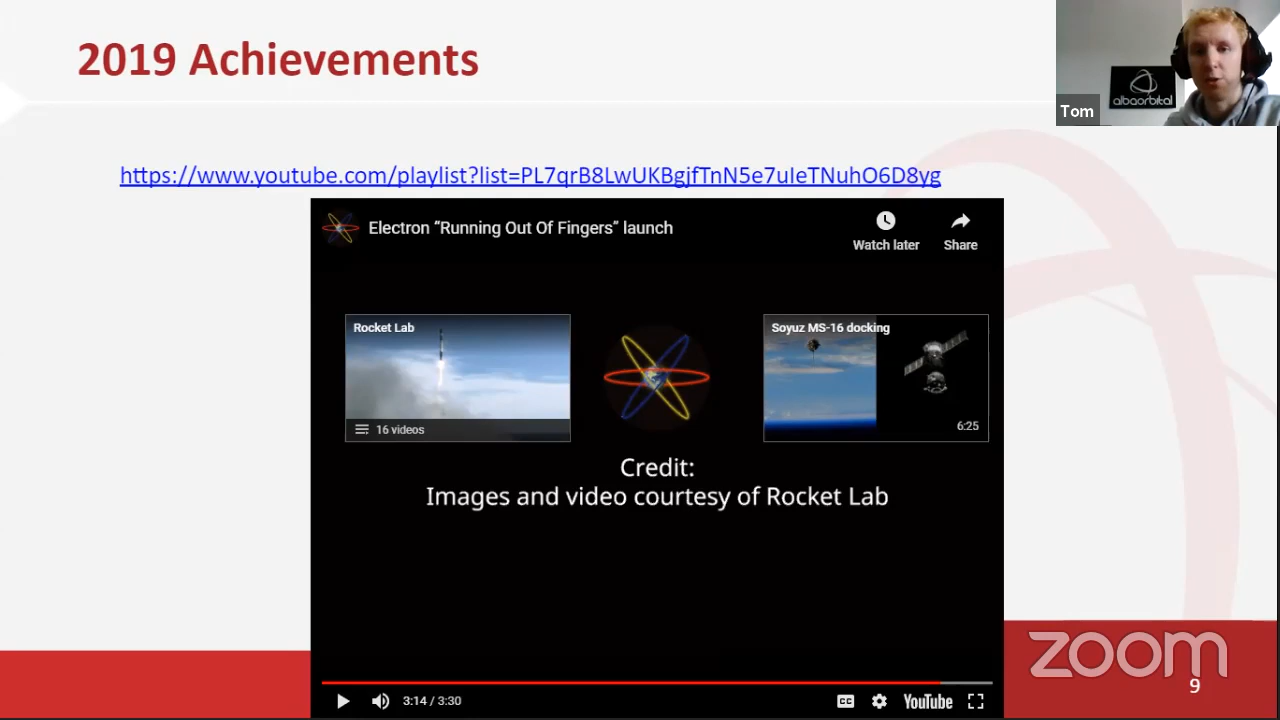 2019 Achievements
albaorbital
Tom
https://www.youtube.com/playlist?list=PL7qrB8LwUKBgjfTnN5e7uIeTNuhO6D8yg
Electron “Running Out Of Fingers” launch
Watch later
Share
Rocket Lab
16 videos
Soyuz MS-16 docking
6:25
Credit:
Images and video courtesy of Rocket Lab
3:14 / 3:30
CC
YouTube
zoom
9